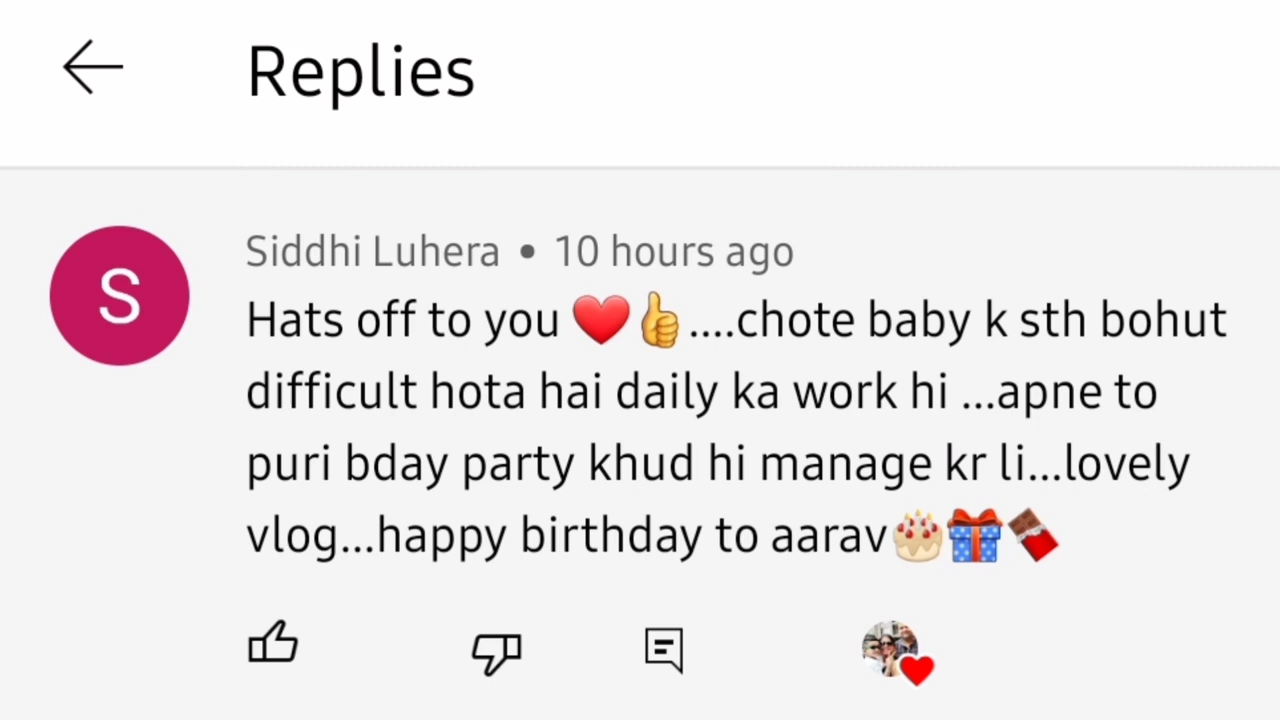 Replies
S
Siddhi Luhera • 10 hours ago
Hats off to you ❤️👍....chote baby k sth bohut
difficult hota hai daily ka work hi ...apne to
puri bday party khud hi manage kr li...lovely
vlog...happy birthday to aarav🎂🎁🍫